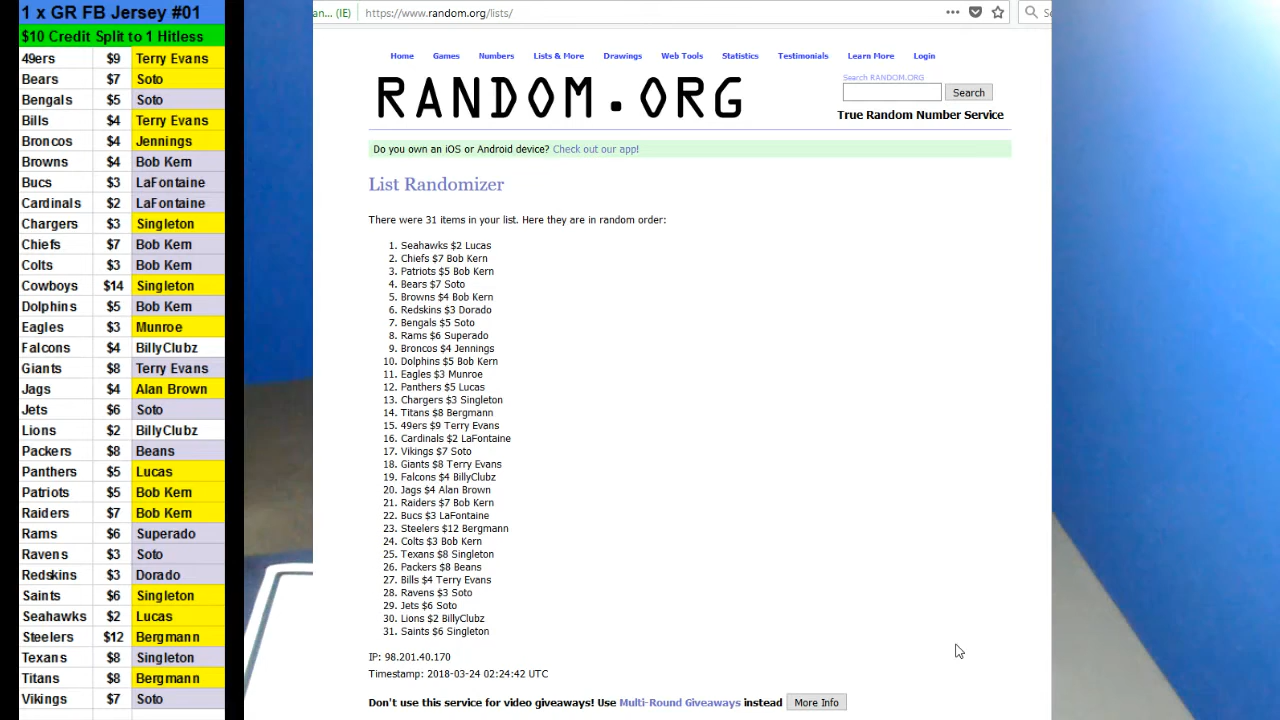 1 x GR FB Jersey #01
$10 Credit Split to 1 Hitless
49ers $9 Terry Evans
Bears $7 Soto
Bengals $5 Soto
Bills $4 Terry Evans
Broncos $4 Jennings
Browns $4 Bob Kern
Bucs $3 LaFontaine
Cardinals $2 LaFontaine
Chargers $3 Singleton
Chiefs $7 Bob Kern
Colts $3 Bob Kern
Cowboys $14 Singleton
Dolphins $5 Bob Kern
Eagles $3 Munroe
Falcons $4 BillyClubz
Giants $8 Terry Evans
Jags $4 Alan Brown
Jets $6 Soto
Lions $2 BillyClubz
Packers $8 Beans
Panthers $5 Lucas
Patriots $5 Bob Kern
Raiders $7 Bob Kern
Rams $6 Superado
Ravens $3 Soto
Redskins $3 Dorado
Saints $6 Singleton
Seahawks $2 Lucas
Steelers $12 Bergmann
Texans $8 Singleton
Titans $8 Bergmann
Vikings $7 Soto
an... (IE) https://www.random.org/lists/
Home Games Numbers Lists & More Drawings Web Tools Statistics Testimonials Learn More Login
RANDOM.ORG
Search RANDOM.ORG
Search
True Random Number Service
Do you own an iOS or Android device? Check out our app!
List Randomizer
There were 31 items in your list. Here they are in random order:
1. Seahawks $2 Lucas
2. Chiefs $7 Bob Kern
3. Patriots $5 Bob Kern
4. Bears $7 Soto
5. Browns $4 Bob Kern
6. Redskins $3 Dorado
7. Bengals $5 Soto
8. Rams $6 Superado
9. Broncos $4 Jennings
10. Dolphins $5 Bob Kern
11. Eagles $3 Munroe
12. Panthers $5 Lucas
13. Chargers $3 Singleton
14. Titans $8 Bergmann
15. 49ers $9 Terry Evans
16. Cardinals $2 LaFontaine
17. Vikings $7 Soto
18. Giants $8 Terry Evans
19. Falcons $4 BillyClubz
20. Jags $4 Alan Brown
21. Raiders $7 Bob Kern
22. Bucs $3 LaFontaine
23. Steelers $12 Bergmann
24. Colts $3 Bob Kern
25. Texans $8 Singleton
26. Packers $8 Beans
27. Bills $4 Terry Evans
28. Ravens $3 Soto
29. Jets $6 Soto
30. Lions $2 BillyClubz
31. Saints $6 Singleton
IP: 98.201.40.170
Timestamp: 2018-03-24 02:24:42 UTC
Don't use this service for video giveaways! Use Multi-Round Giveaways instead More Info